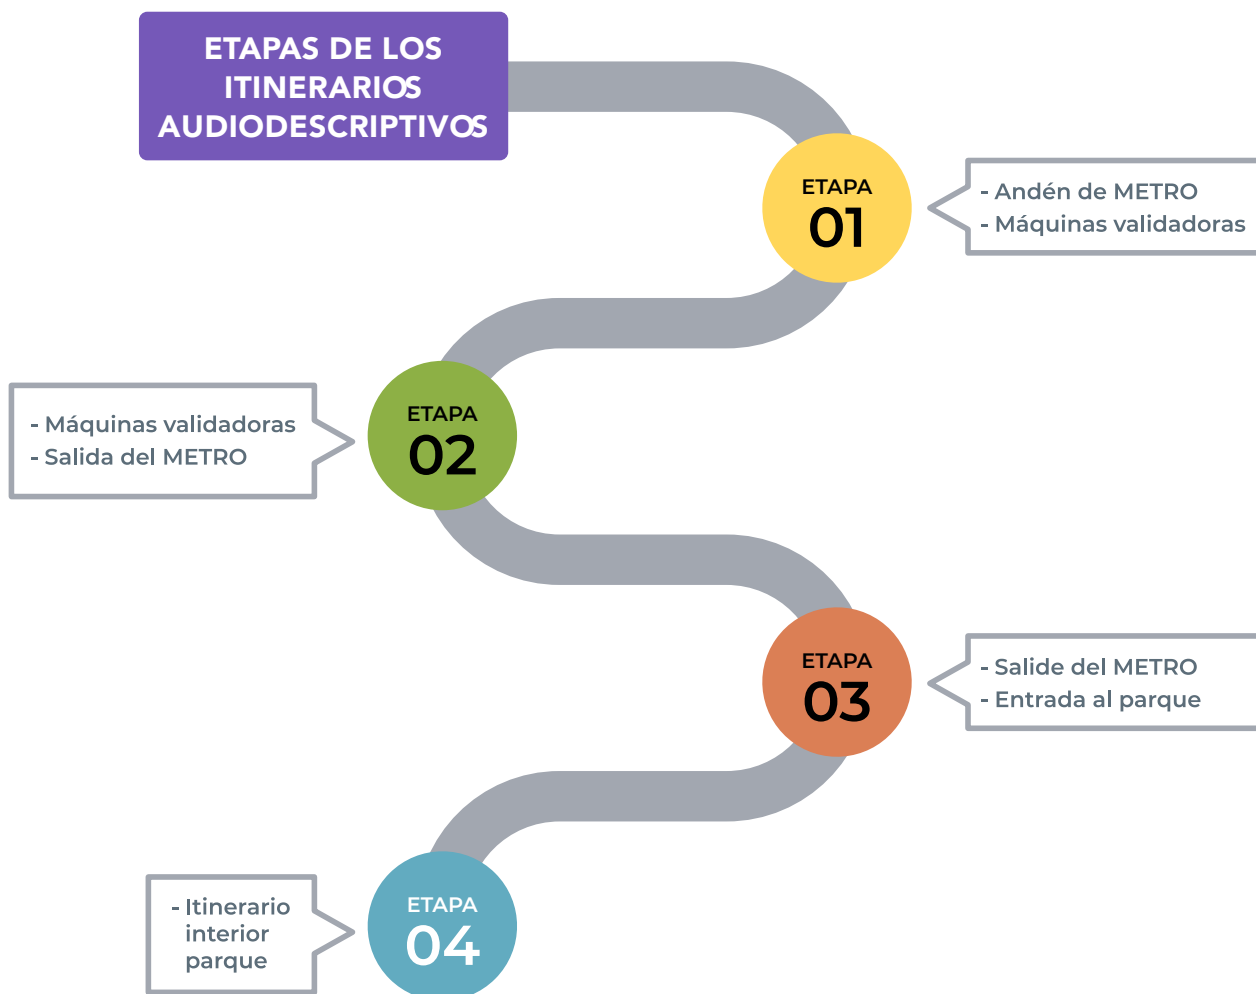 ETAPAS DE LOS
ITINERARIOS
AUDIODESCRIPTIVOS
ETAPA
01
- Andén de METRO
- Máquinas validadoras
ETAPA
02
- Máquinas validadoras
- Salida del METRO
ETAPA
03
- Salide del METRO
- Entrada al parque
ETAPA
04
- Itinerario
interior
parque